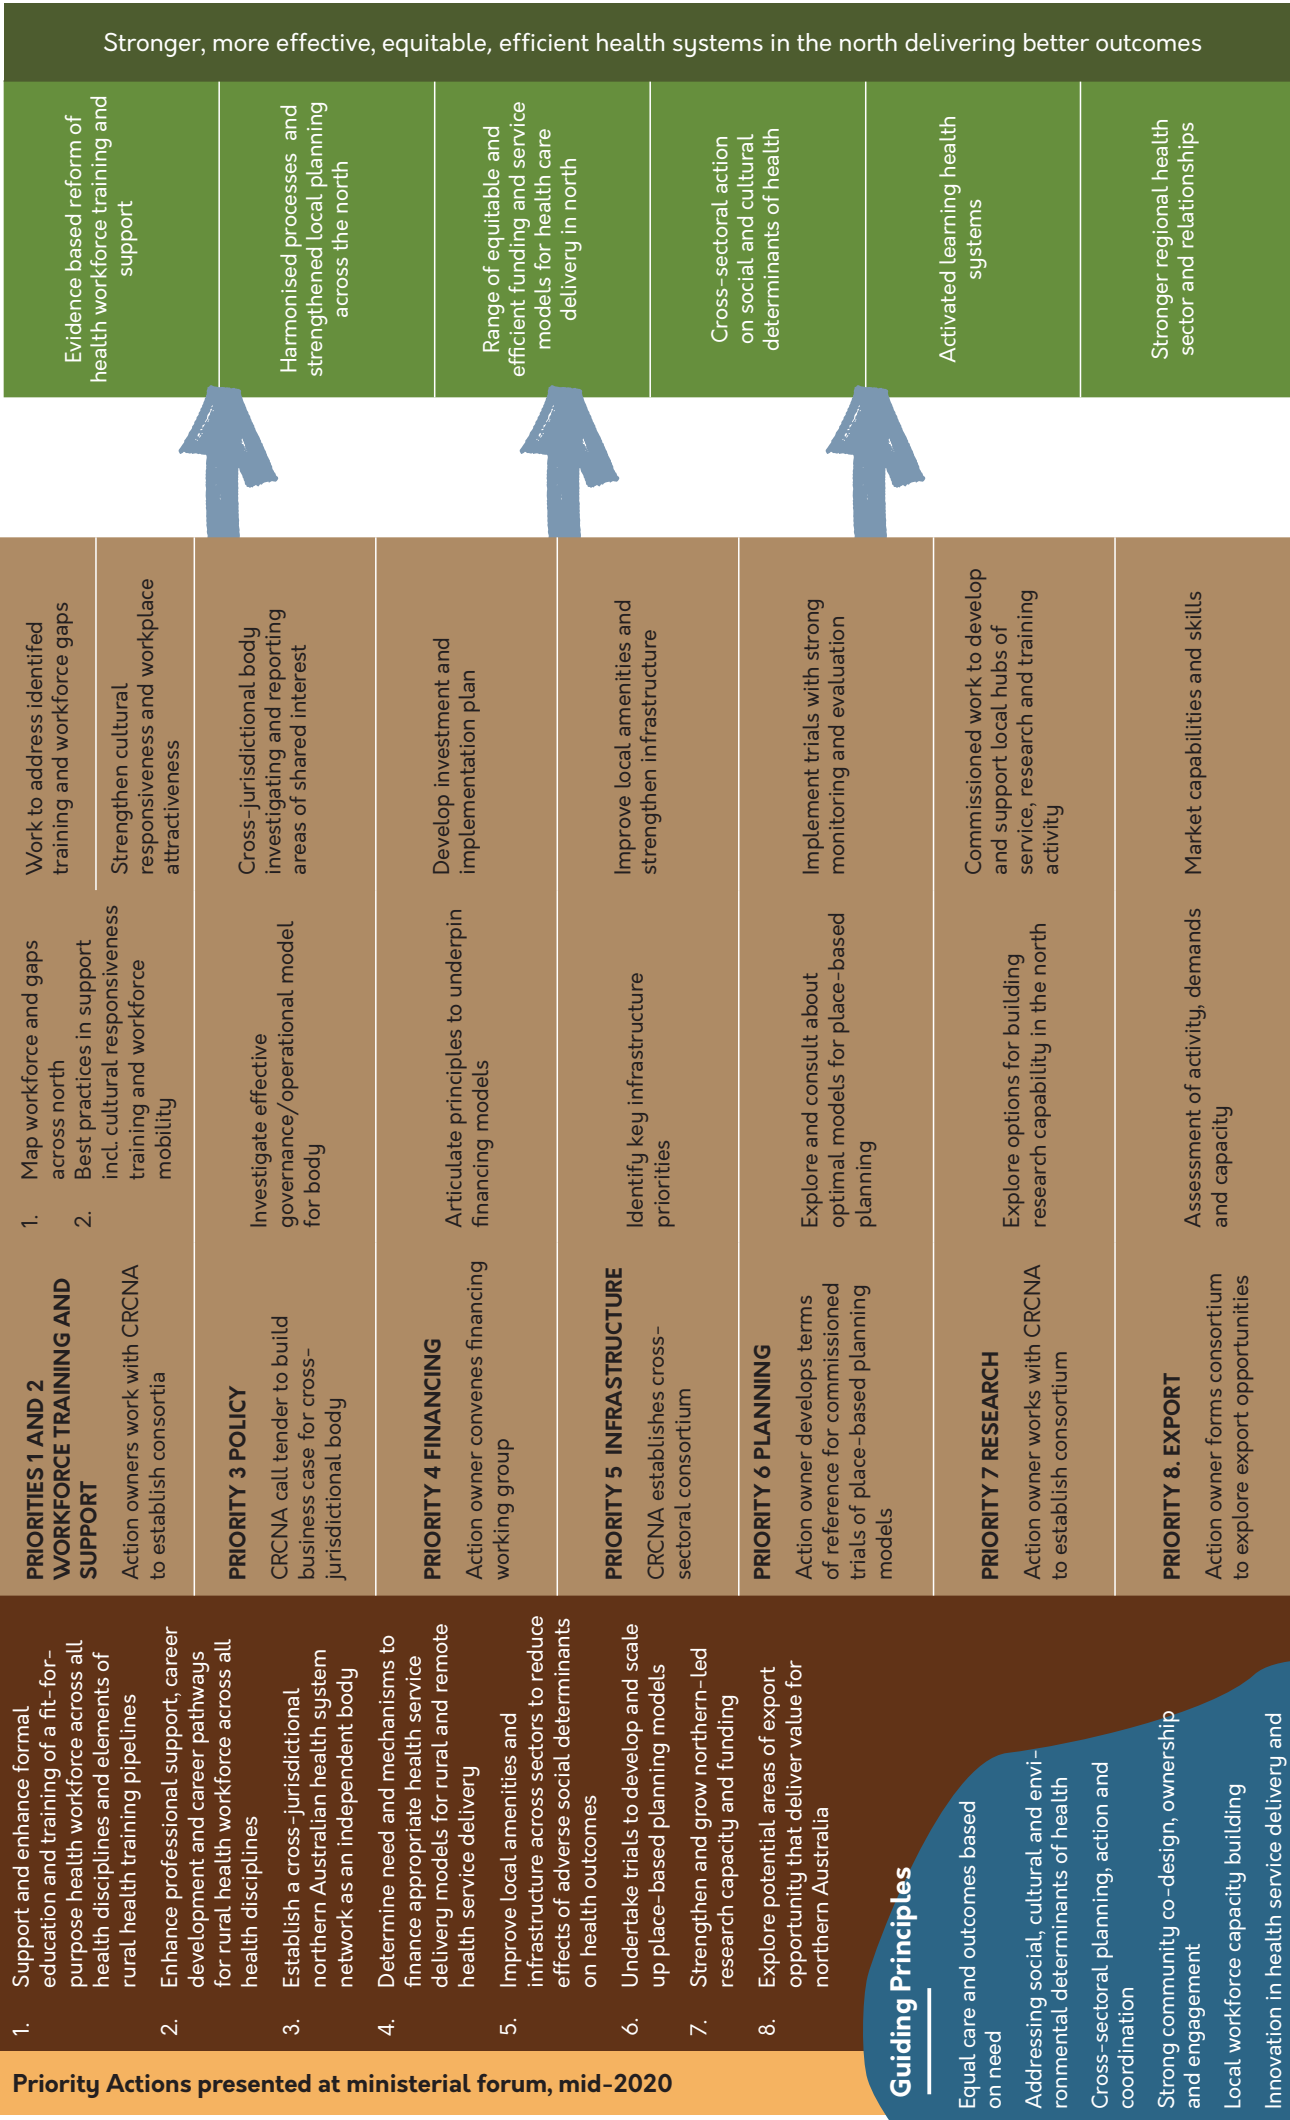 Stronger, more effective, equitable, efficient health systems in the north delivering better outcomes
Evidence based reform of
health workforce training and
support
Harmonised processes and
strengthened local planning
across the north
Range of equitable and
efficient funding and service
models for health care
delivery in north
Cross-sectoral action
on social and cultural
determinants of health
Activated learning health
systems
Stronger regional health
sector and relationships
PRIORITIES 1 AND 2
WORKFORCE TRAINING AND
SUPPORT
Action owners work with CRCNA
to establish consortia
1. Map workforce and gaps
across north
2. Best practices in support
incl. cultural responsiveness
training and workforce
mobility
Work to address identifed
training and workforce gaps
Strengthen cultural
responsiveness and workplace
attractiveness
PRIORITY 3 POLICY
CRCNA call tender to build
business case for cross-
jurisdictional body
Investigate effective
governance/operational model
for body
Cross-jurisdictional body
investigating and reporting
areas of shared interest
PRIORITY 4 FINANCING
Action owner convenes financing
working group
Articulate principles to underpin
financing models
Develop investment and
implementation plan
PRIORITY 5 INFRASTRUCTURE
CRCNA establishes cross-
sectoral consortium
Identify key infrastructure
priorities
Improve local amenities and
strengthen infrastructure
PRIORITY 6 PLANNING
Action owner develops terms
of reference for commissioned
trials of place-based planning
models
Explore and consult about
optimal models for place-based
planning
Implement trials with strong
monitoring and evaluation
PRIORITY 7 RESEARCH
Action owner works with CRCNA
to establish consortium
Explore options for building
research capability in the north
Commissioned work to develop
and support local hubs of
service, research and training
activity
PRIORITY 8. EXPORT
Action owner forms consortium
to explore export opportunities
Assessment of activity, demands
and capacity
Market capabilities and skills
1. Support and enhance formal
education and training of a fit-for-
purpose health workforce across all
health disciplines and elements of
rural health training pipelines
2. Enhance professional support, career
development and career pathways
for rural health workforce across all
health disciplines
3. Establish a cross-jurisdictional
northern Australian health system
network as an independent body
4. Determine need and mechanisms to
finance appropriate health service
delivery models for rural and remote
health service delivery
5. Improve local amenities and
infrastructure across sectors to reduce
effects of adverse social determinants
on health outcomes
6. Undertake trials to develop and scale
up place-based planning models
7. Strengthen and grow northern-led
research capacity and funding
8. Explore potential areas of export
opportunity that deliver value for
northern Australia
Priority Actions presented at ministerial forum, mid-2020
Guiding Principles
Equal care and outcomes based
on need
Addressing social, cultural and envi-
ronmental determinants of health
Cross-sectoral planning, action and
coordination
Strong community co-design, ownership
and engagement
Local workforce capacity building
Innovation in health service delivery and